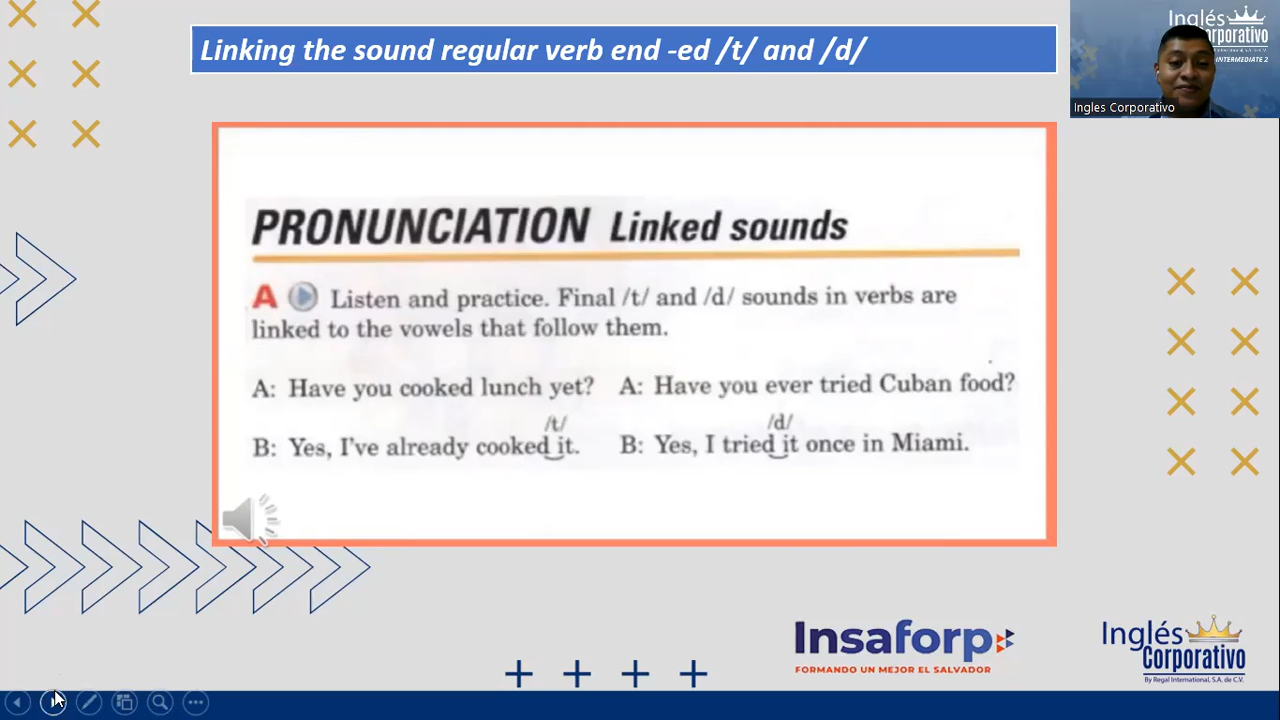 Linking the sound regular verb end -ed /t/ and /d/
Inglés
Corporativo
INTERMEDIATE 2
Ingles Corporativo
PRONUNCIATION Linked sounds
A Listen and practice. Final /t/ and /d/ sounds in verbs are
linked to the vowels that follow them.
A: Have you cooked lunch yet?
/t/
B: Yes, I've already cooked it.
A: Have you ever tried Cuban food?
/d/
B: Yes, I tried it once in Miami.
Insaforp
FORMANDO UN MEJOR EL SALVADOR
Inglés
Corporativo
By Regal International, S.A. de C.V.